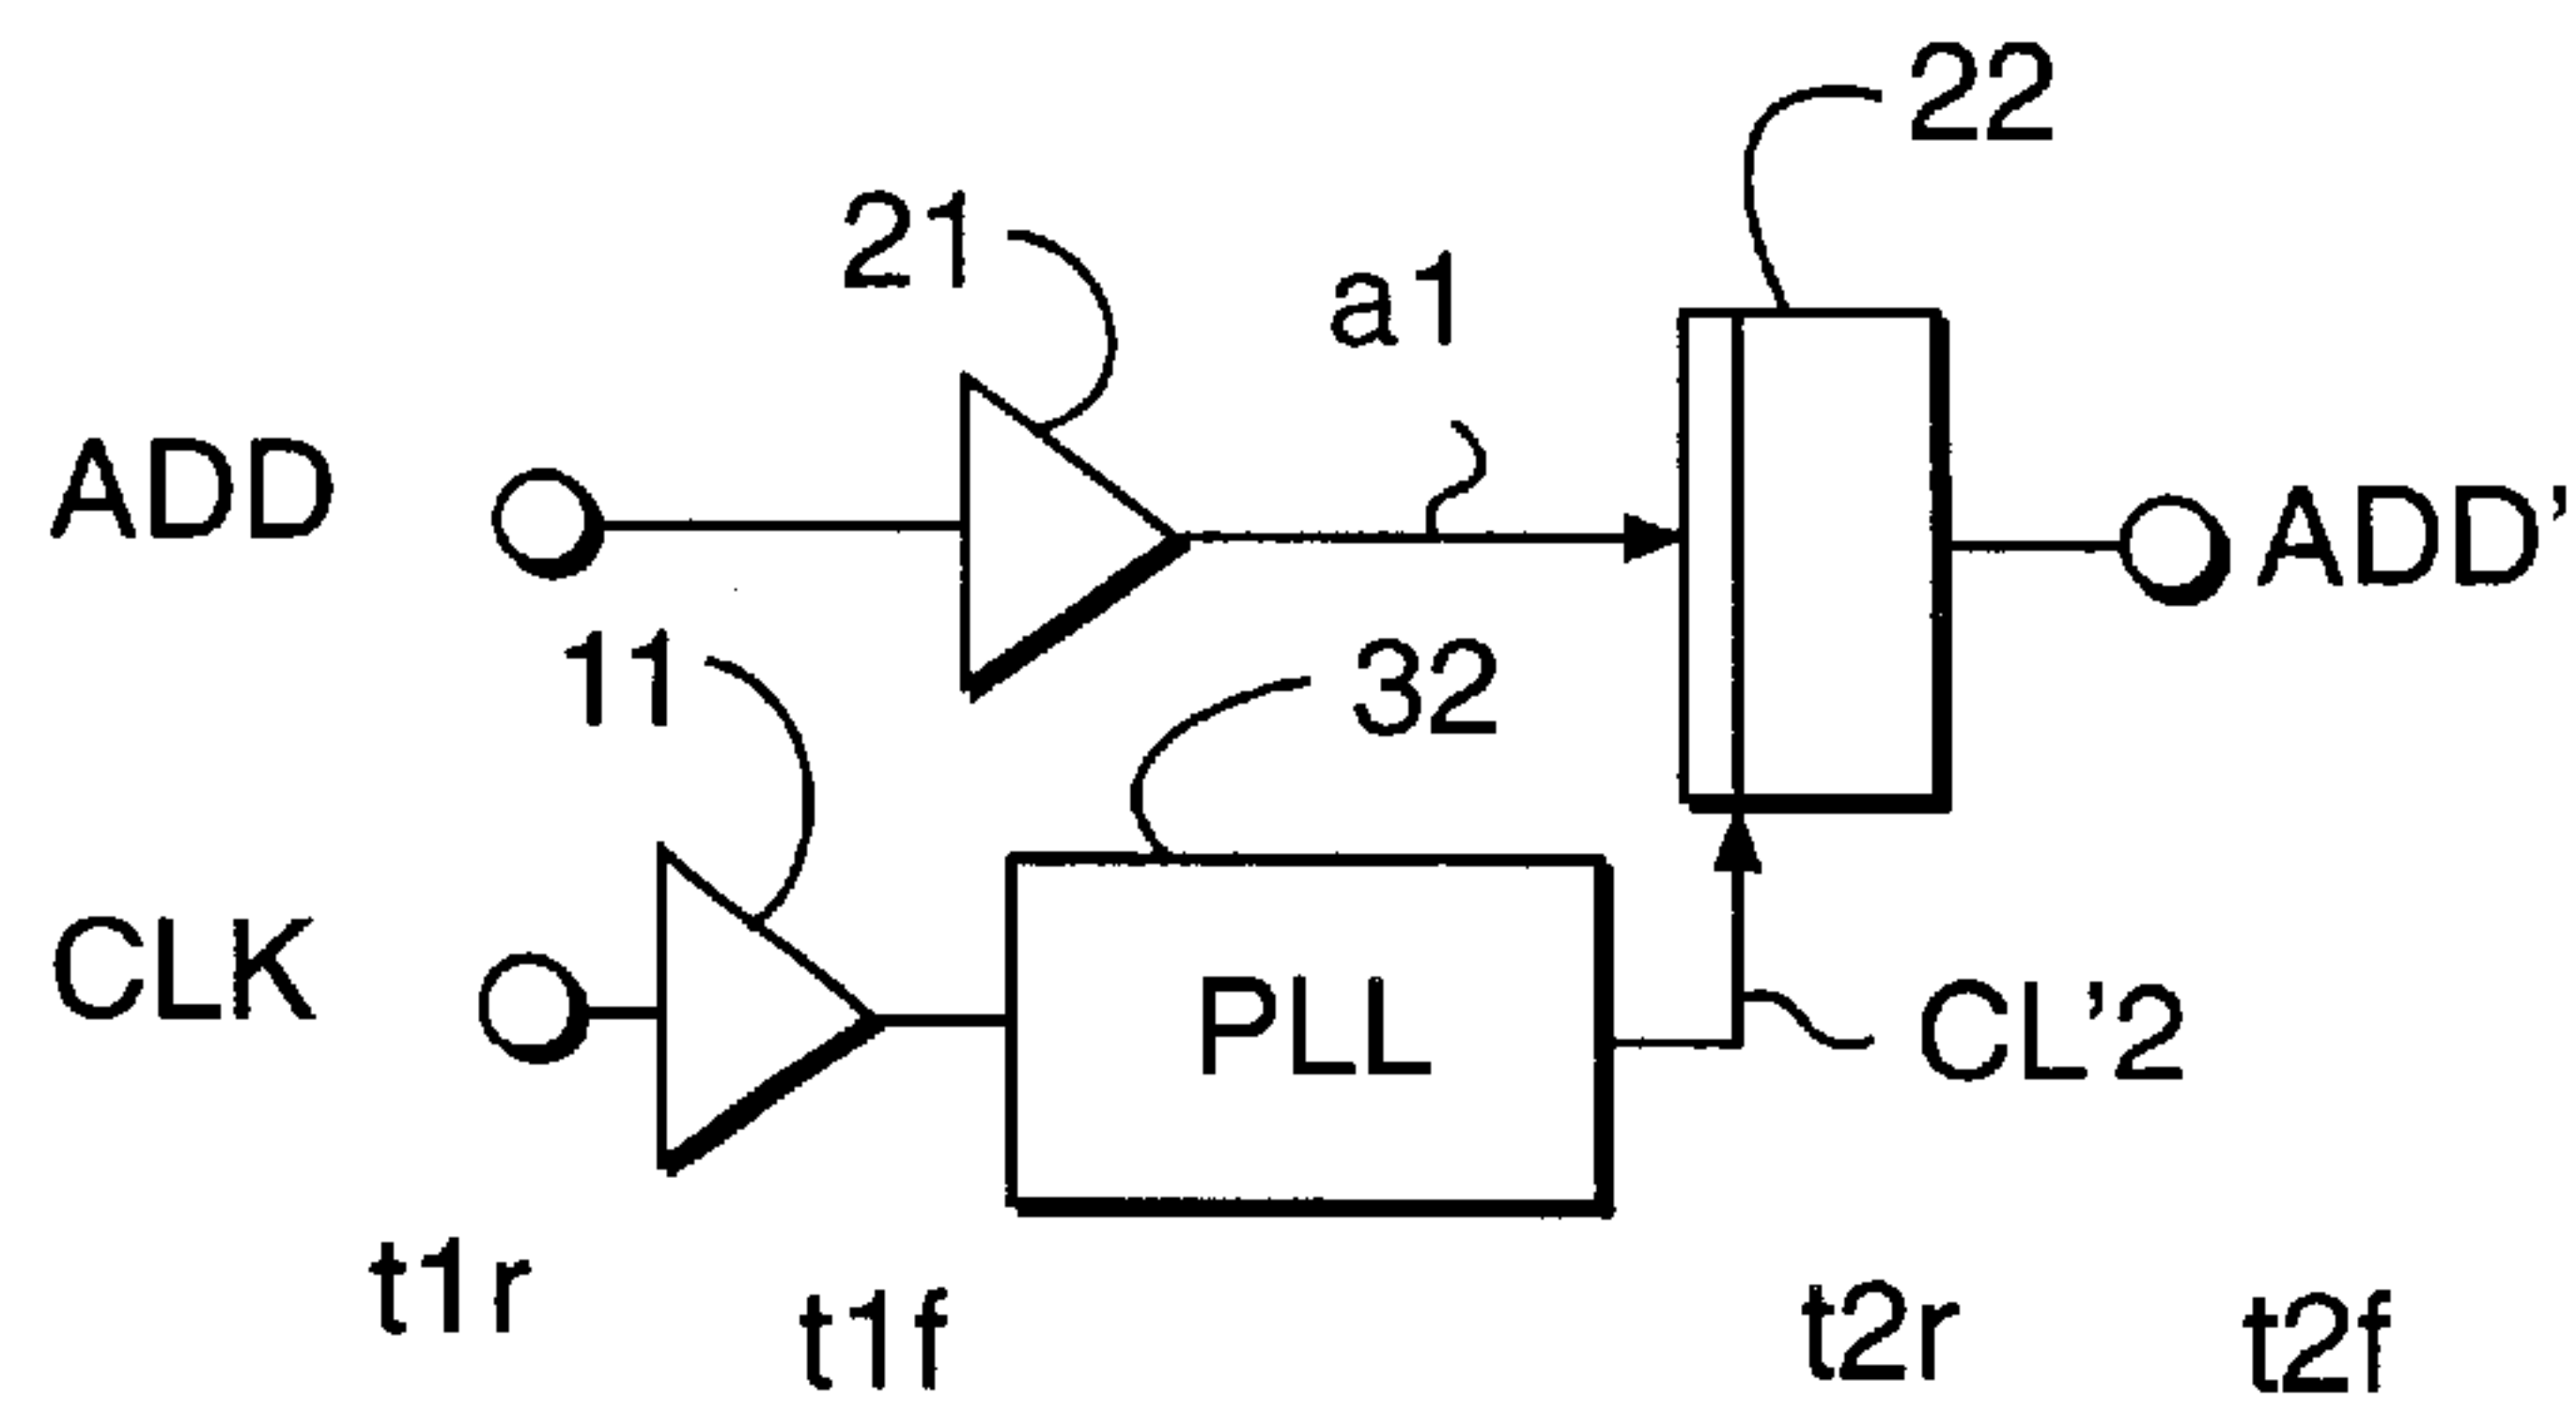 22
21
a1
ADD
ADD'
11
32
CLK
PLL
CL'2
t1r
t1f
t2r
t2f